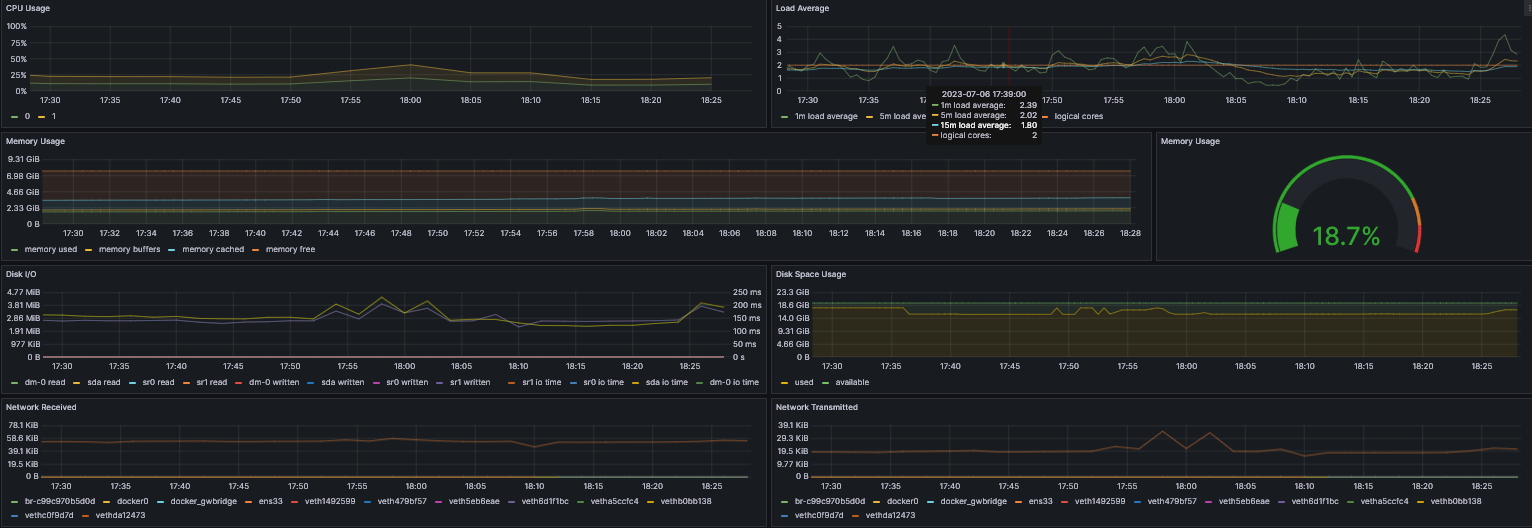 CPU Usage
100%
75%
50%
25%
0%
17:30 17:35 17:40 17:45 17:50 17:55 18:00 18:05 18:10 18:15 18:20 18:25
0 1
Load Average
5
4
3
2
1
0
17:30 17:35 17:50 17:55 18:00 18:05 18:10 18:15 18:20 18:25
1m load average 5m load average logical cores
2023-07-06 17:39:00
1m load average: 2.39
5m load average: 2.02
15m load average: 1.80
logical cores: 2
Memory Usage
9.31 GiB
6.98 GiB
4.66 GiB
2.33 GiB
0 B
17:30 17:32 17:34 17:36 17:38 17:40 17:42 17:44 17:46 17:48 17:50 17:52 17:54 17:56 17:58 18:00 18:02 18:04 18:06 18:08 18:10 18:12 18:14 18:16 18:18 18:20 18:22 18:24 18:26 18:28
memory used memory buffers memory cached memory free
Memory Usage
18.7%
Disk I/O
4.77 MiB
3.81 MiB
2.86 MiB
1.91 MiB
977 KiB
0 B
250 ms
200 ms
150 ms
100 ms
50 ms
0 s
17:30 17:35 17:40 17:45 17:50 17:55 18:00 18:05 18:10 18:15 18:20 18:25
dm-0 read sda read sr0 read sr1 read dm-0 written sda written sr0 written sr1 written sr1 io time sr0 io time sda io time dm-0 io time
Disk Space Usage
23.3 GiB
18.6 GiB
14.0 GiB
9.31 GiB
4.66 GiB
0 B
17:30 17:35 17:40 17:45 17:50 17:55 18:00 18:05 18:10 18:15 18:20 18:25
used available
Network Received
78.1 KiB
58.6 KiB
39.1 KiB
19.5 KiB
0 B
17:30 17:35 17:40 17:45 17:50 17:55 18:00 18:05 18:10 18:15 18:20 18:25
br-c99c970b5d0d docker0 docker_gwbridge ens33 veth1492599 veth479bf57 veth5eb6eae veth6d1f1bc vetha5ccfc4 vethb0bb138
vethc0f9d7d vethda12473
Network Transmitted
39.1 KiB
29.3 KiB
19.5 KiB
9.77 KiB
0 B
17:30 17:35 17:40 17:45 17:50 17:55 18:00 18:05 18:10 18:15 18:20 18:25
br-c99c970b5d0d docker0 docker_gwbridge ens33 veth1492599 veth479bf57 veth5eb6eae veth6d1f1bc vetha5ccfc4 vethb0bb138
vethc0f9d7d vethda12473